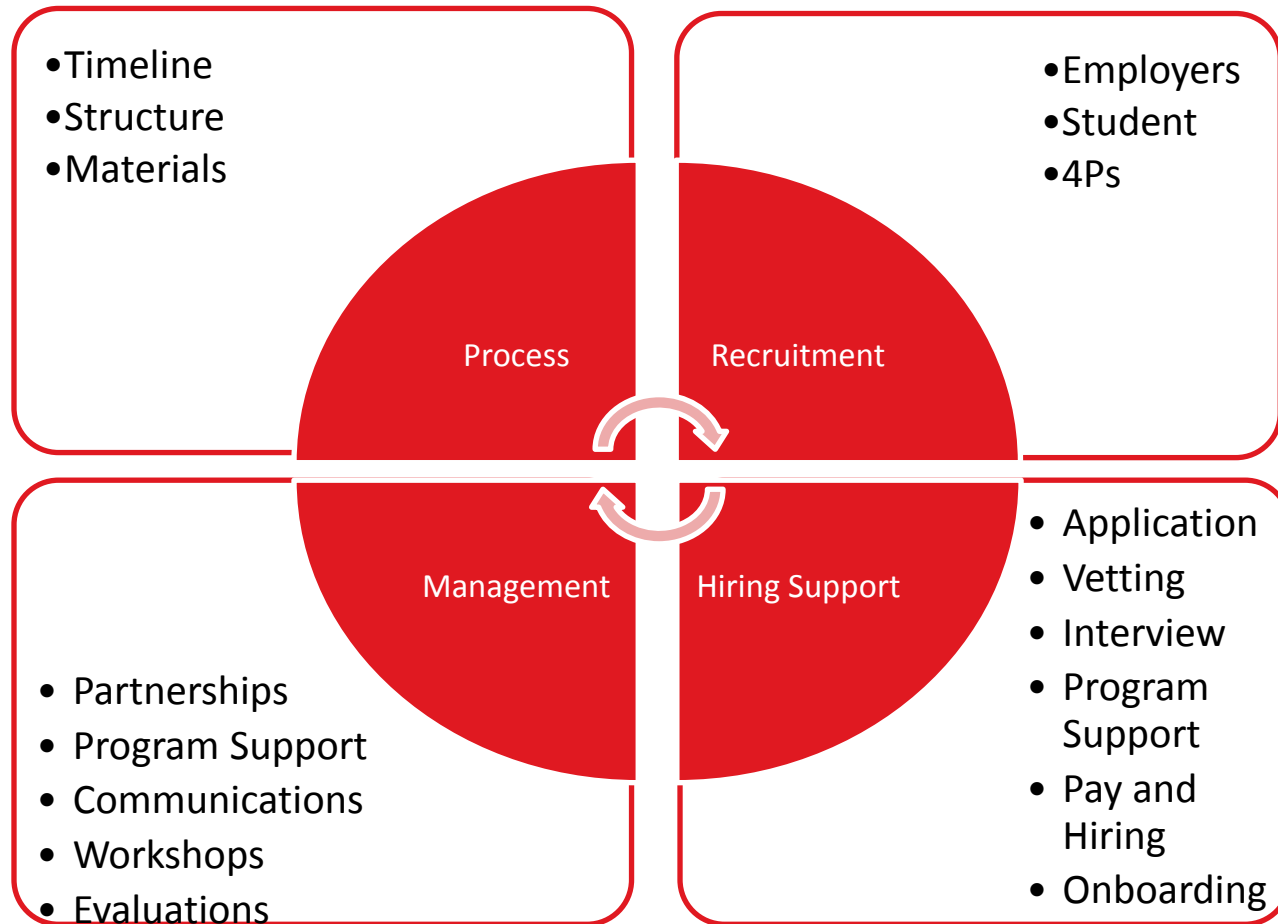 •Timeline
•Structure
•Materials
•Employers
•Student
•4Ps
Process
Recruitment
Management
Hiring Support
• Partnerships
• Program Support
• Communications
• Workshops
• Evaluations
• Application
• Vetting
• Interview
• Program
Support
• Pay and
Hiring
• Onboarding